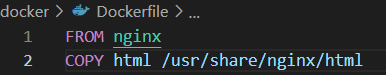 docker > Dockerfile > ...
1 FROM nginx
2 COPY html /usr/share/nginx/html